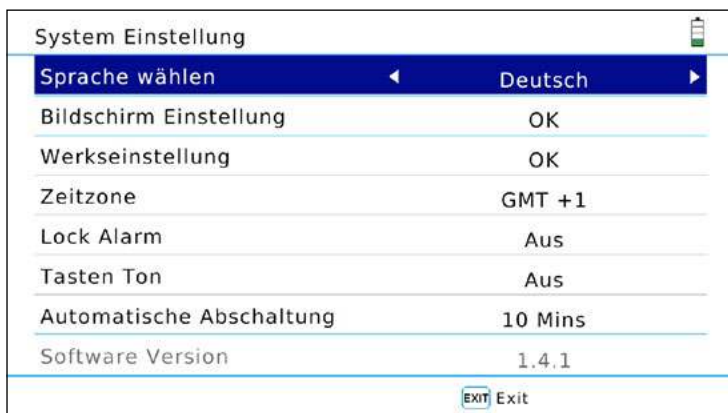 System Einstellung
Sprache wählen Deutsch
Bildschirm Einstellung OK
Werkseinstellung OK
Zeitzone GMT +1
Lock Alarm Aus
Tasten Ton Aus
Automatische Abschaltung 10 Mins
Software Version 1.4.1
EXIT Exit